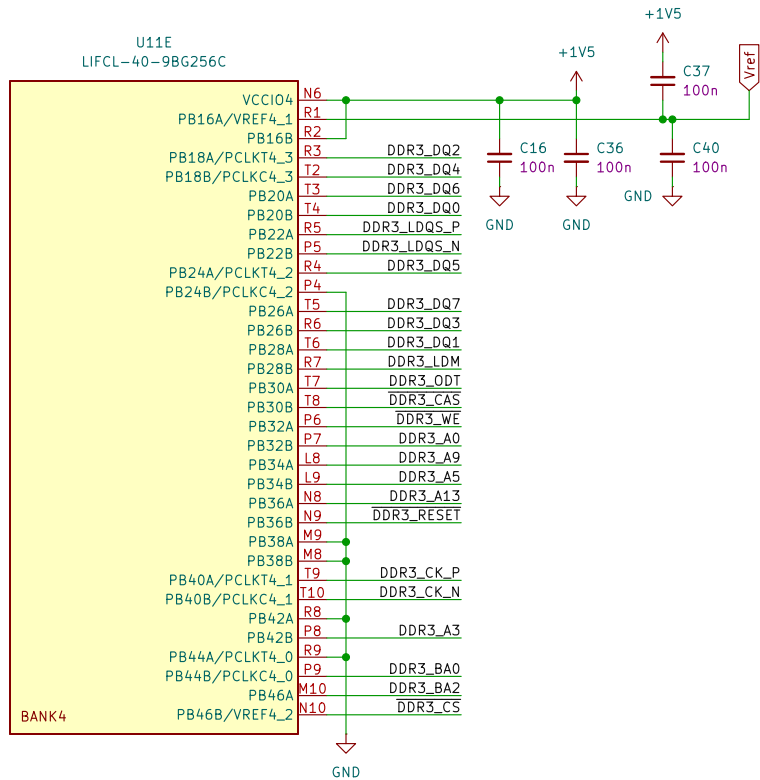 +1V5
U11E
LIFCL-40-9BG256C
+1V5
Vref
C37
100n
VCCIO4 N6
PB16A/VREF4_1 R1
PB16B R2
PB18A/PCLKT4_3 R3 DDR3_DQ2
PB18B/PCLKC4_3 T2 DDR3_DQ4
PB20A T3 DDR3_DQ6
PB20B T4 DDR3_DQ0
PB22A R5 DDR3_LDQS_P
PB22B P5 DDR3_LDQS_N
PB24A/PCLKT4_2 R4 DDR3_DQ5
PB24B/PCLKC4_2 P4
PB26A T5 DDR3_DQ7
PB26B R6 DDR3_DQ3
PB28A T6 DDR3_DQ1
PB28B R7 DDR3_LDM
PB30A T7 DDR3_ODT
PB30B T8 DDR3_CAS
PB32A P6 DDR3_WE
PB32B P7 DDR3_A0
PB34A L8 DDR3_A9
PB34B L9 DDR3_A5
PB36A N8 DDR3_A13
PB36B N9 DDR3_RESET
PB38A M9
PB38B M8
PB40A/PCLKT4_1 T9 DDR3_CK_P
PB40B/PCLKC4_1 T10 DDR3_CK_N
PB42A R8
PB42B P8 DDR3_A3
PB44A/PCLKT4_0 R9
PB44B/PCLKC4_0 P9 DDR3_BA0
PB46A M10 DDR3_BA2
PB46B/VREF4_2 N10 DDR3_CS
BANK4
GND
C16
100n
GND
C36
100n
GND
C40
100n
GND